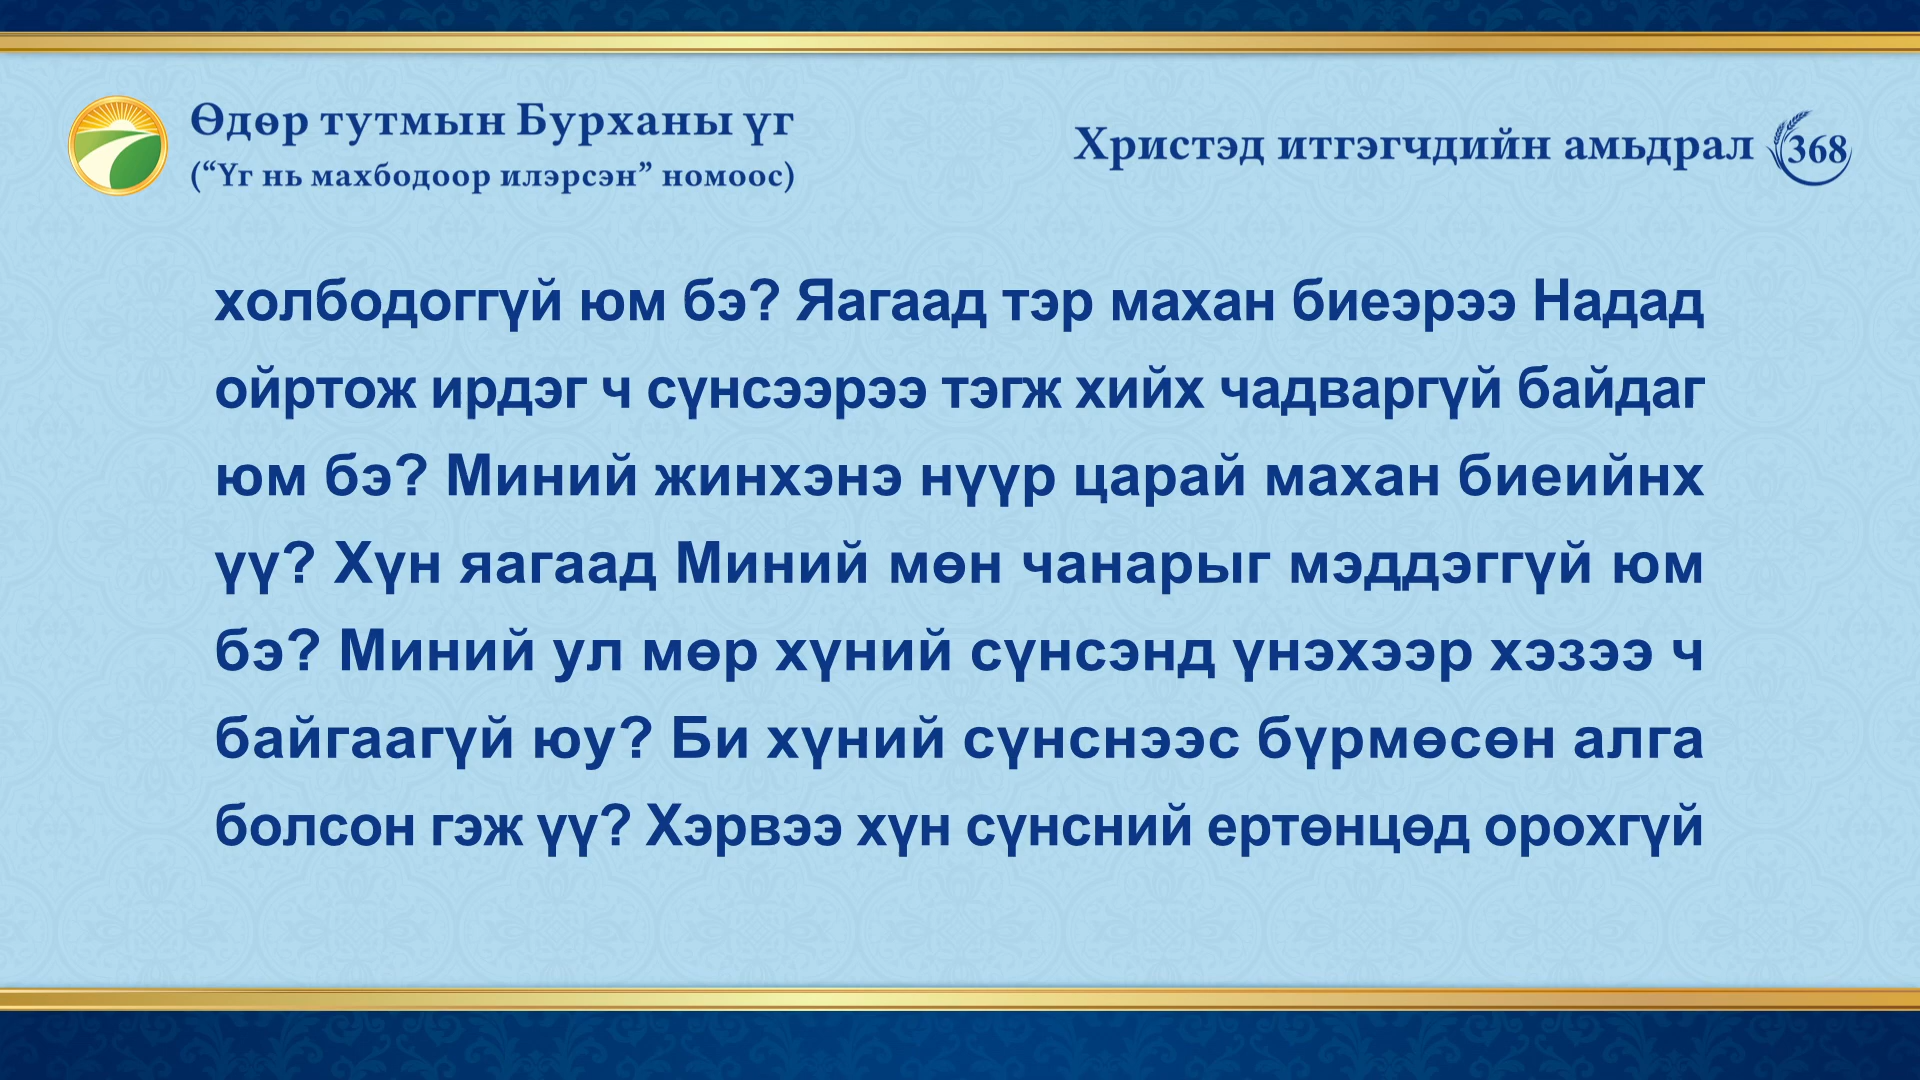 Өдөр тутмын Бурханы үг
(“Үг нь махбодоор илэрсэн” номоос)
Христэд итгэгчдийн амьдрал 368
холбодоггүй юм бэ? Яагаад тэр махан биеэрээ Надад
ойртож ирдэг ч сүнсээрээ тэгж хийх чадваргүй байдаг
юм бэ? Миний жинхэнэ нүүр царай махан биеийнх
үү? Хүн яагаад Миний мөн чанарыг мэддэггүй юм
бэ? Миний ул мөр хүний сүнсэнд үнэхээр хэзээ ч
байгаагүй юу? Би хүний сүнснээс бүрмөсөн алга
болсон гэж үү? Хэрвээ хүн сүнсний ертөнцөд орохгүй